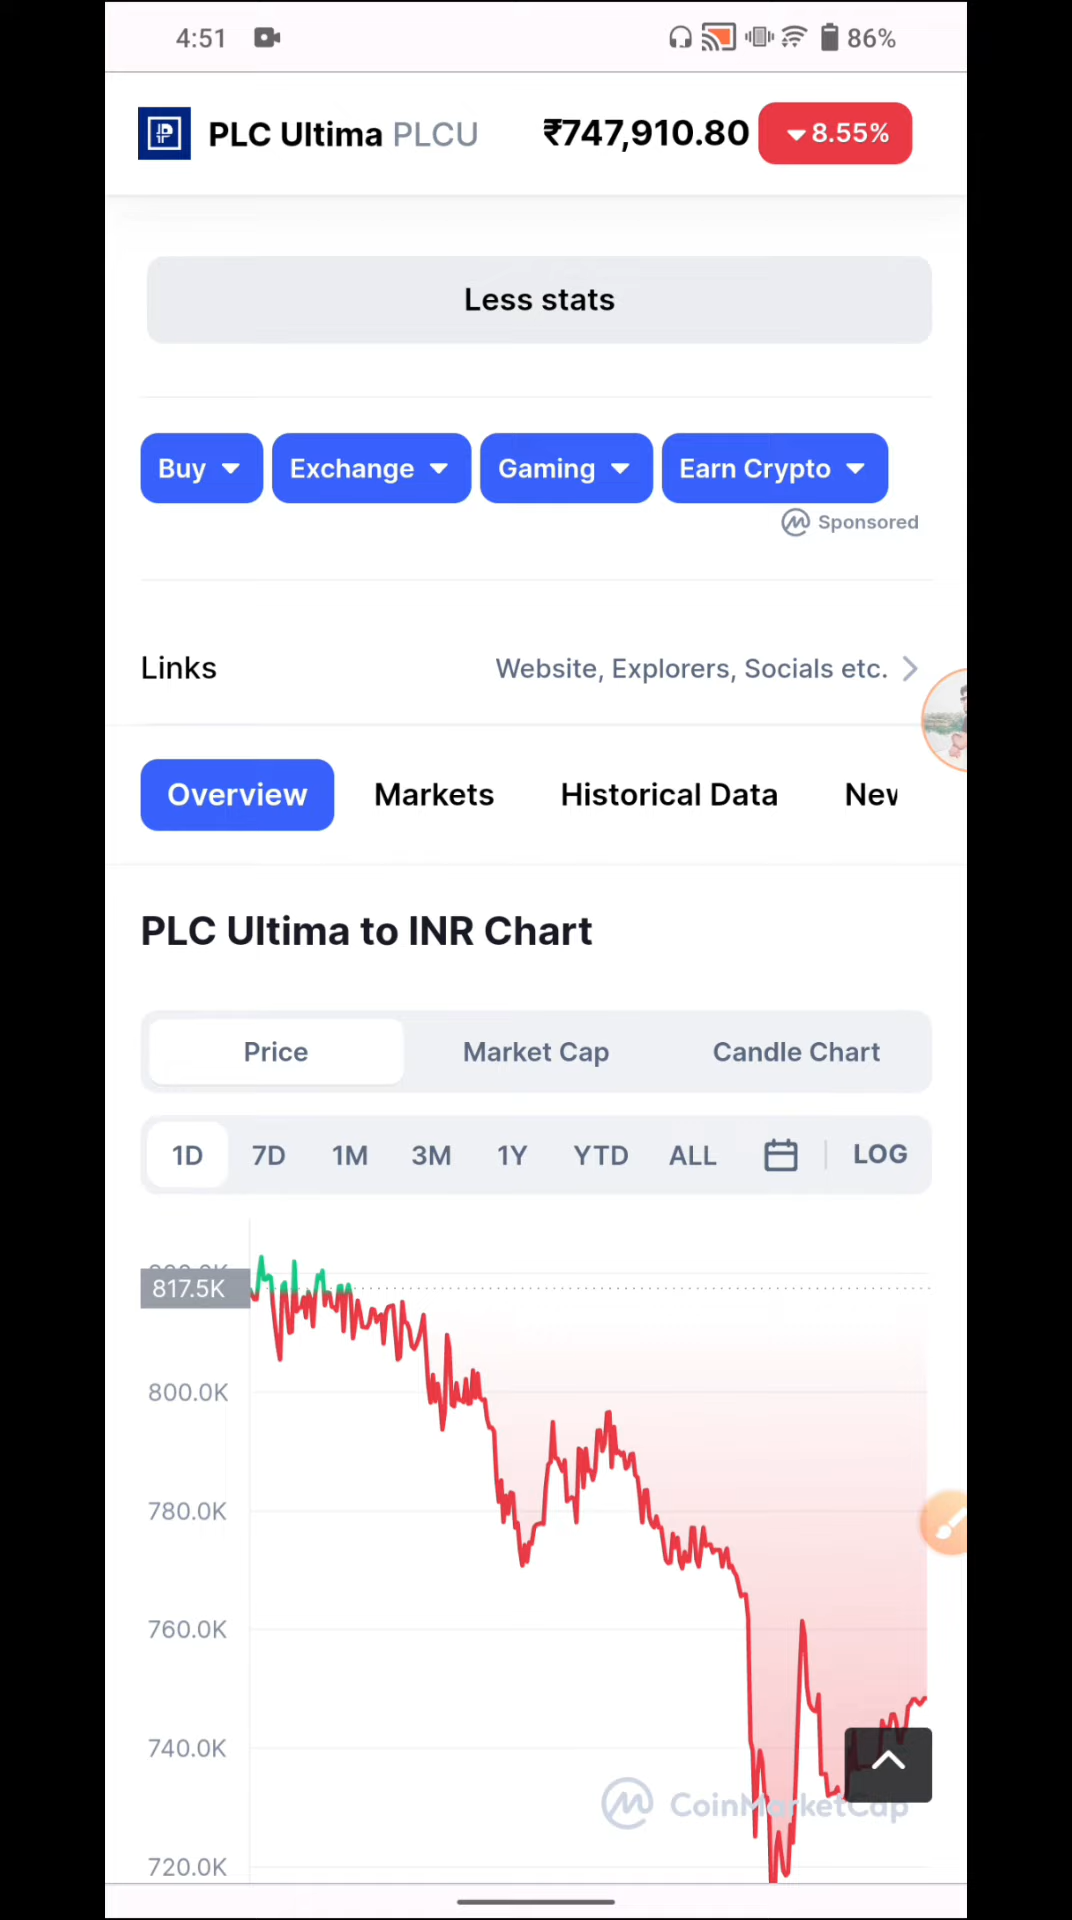 4:51 86%
PLC Ultima PLCU ₹747,910.80 8.55%
Less stats
Buy Exchange Gaming Earn Crypto
Sponsored
Links Website, Explorers, Socials etc.
Overview Markets Historical Data
PLC Ultima to INR Chart
Price Market Cap Candle Chart
1D 7D 1M 3M 1Y YTD ALL LOG
817.5K
800.0K
780.0K
760.0K
740.0K
CoinMarketCap
720.0K